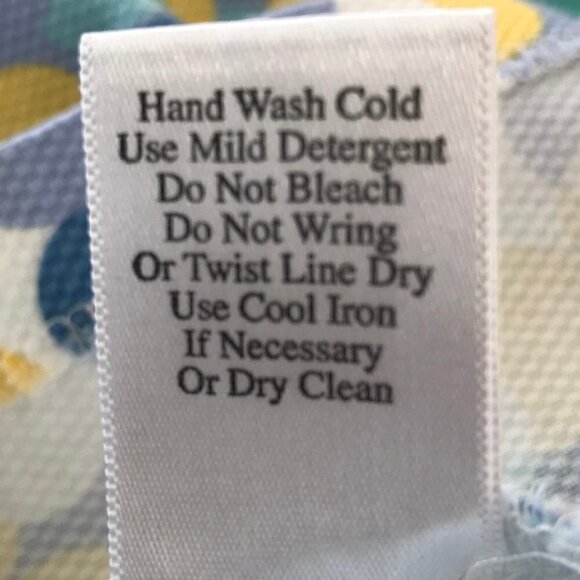 Hand Wash Cold
Use Mild Detergent
Do Not Bleach
Do Not Wring
Or Twist Line Dry
Use Cool Iron
If Necessary
Or Dry Clean